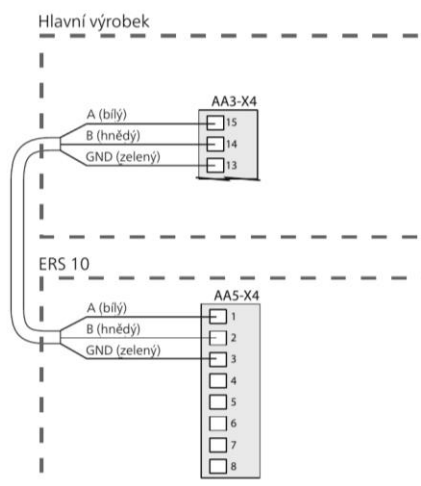 Hlavní výrobek
AA3-X4
A (bílý)
15
B (hnědý)
14
GND (zelený)
13
ERS 10
AA5-X4
A (bílý)
1
B (hnědý)
2
GND (zelený)
3
4
5
6
7
8